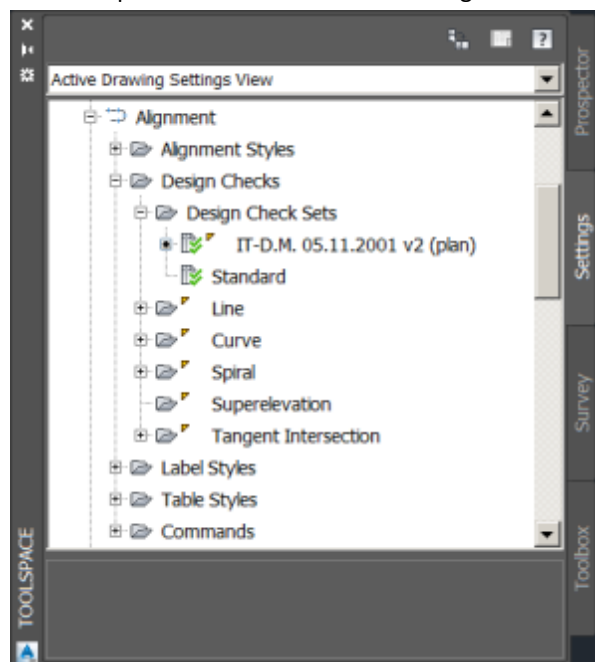 Active Drawing Settings View
Alignment
Alignment Styles
Design Checks
Design Check Sets
IT-D.M. 05.11.2001 v2 (plan)
Standard
Line
Curve
Spiral
Superelevation
Tangent Intersection
Label Styles
Table Styles
Commands
Prospector
Settings
Survey
Toolbox
TOOLSPACE